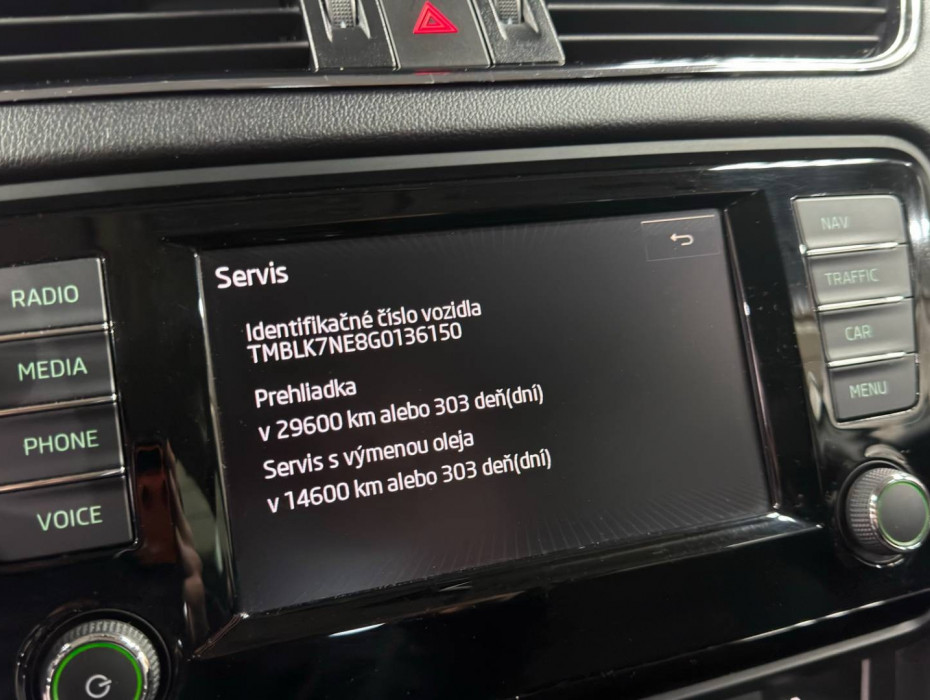 Servis
Identifikačné číslo vozidla
TMBLK7NE8G0136150
Prehliadka
v 29600 km alebo 303 deň(dní)
Servis s výmenou oleja
v 14600 km alebo 303 deň(dní)
RADIO
MEDIA
PHONE
VOICE
NAV
TRAFFIC
CAR
MENU